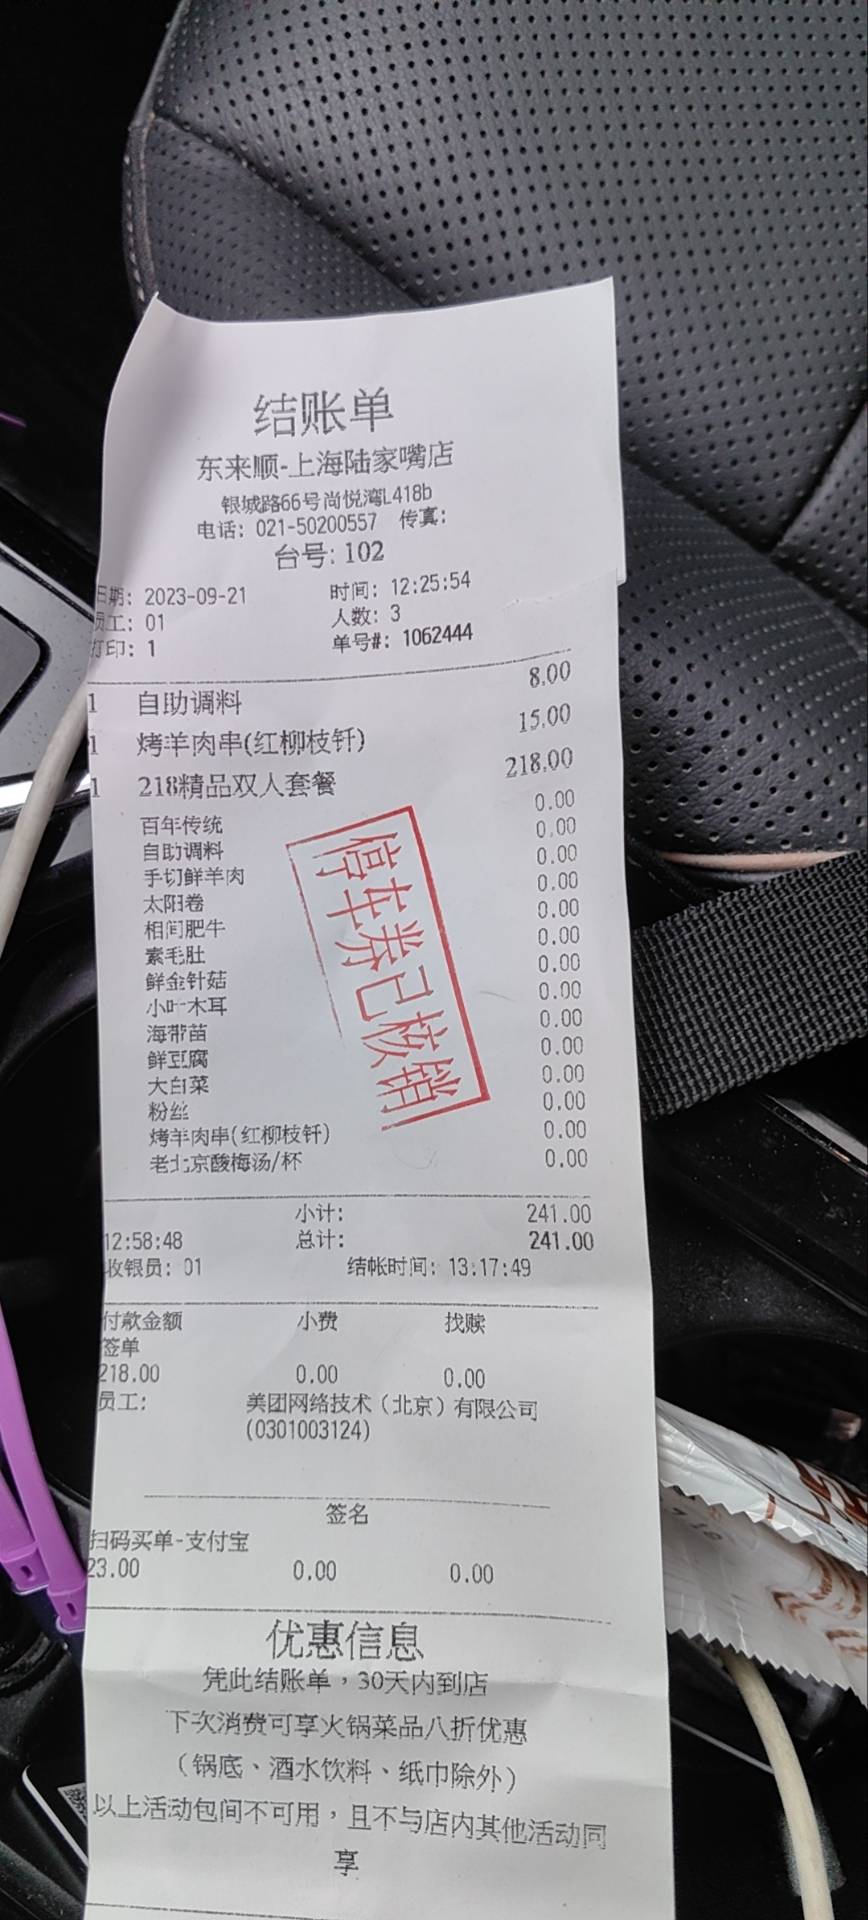 结账单
东来顺-上海陆家嘴店
银城路66号尚悦湾L418b
电话: 021-50200557 传真:
台号: 102
日期: 2023-09-21 时间: 12:25:54
员工: 01 人数: 3
打印: 1 单号#: 1062444
1 自助调料 8.00
1 烤羊肉串(红柳枝钎) 15.00
1 218精品双人套餐 218.00
百年传统 0.00
自助调料 0.00
手切鲜羊肉 0.00
太阳卷 0.00
相间肥牛 0.00
素毛肚 0.00
鲜金针菇 0.00
小叶木耳 0.00
海带苗 0.00
鲜豆腐 0.00
大白菜 0.00
粉丝 0.00
烤羊肉串(红柳枝钎) 0.00
老北京酸梅汤/杯 0.00
停车券已核销
小计: 241.00
12:58:48 总计: 241.00
收银员: 01 结帐时间: 13:17:49
付款金额 小费 找赎
签单
218.00 0.00 0.00
员工: 美团网络技术（北京）有限公司
(0301003124)
签名
扫码买单-支付宝
23.00 0.00 0.00
优惠信息
凭此结账单，30天内到店
下次消费可享火锅菜品八折优惠
（锅底、酒水饮料、纸巾除外）
以上活动包间不可用，且不与店内其他活动同
享